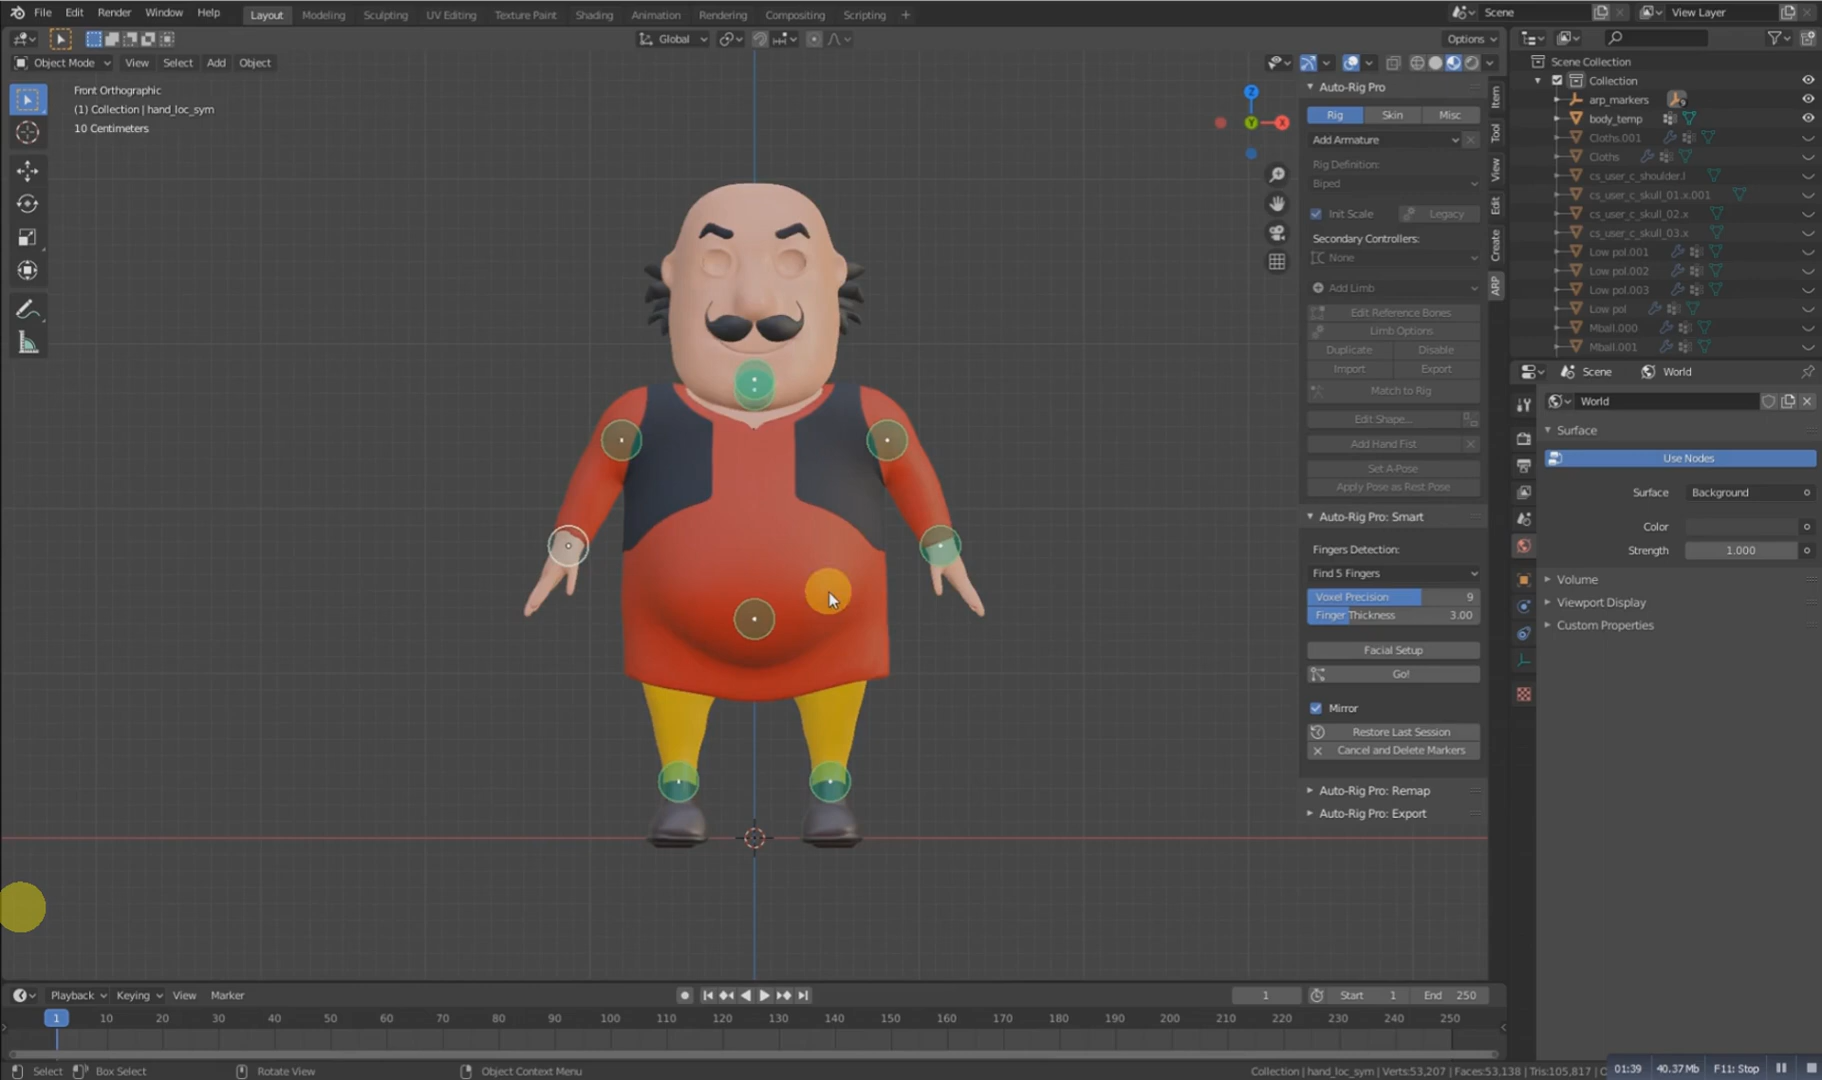 File Edit Render Window Help Layout Modeling Sculpting UV Editing Texture Paint Shading Animation Rendering Compositing Scripting + Scene View Layer
Global Options
Object Mode View Select Add Object
Front Orthographic
(1) Collection | hand_loc_sym
10 Centimeters
Z
Y
X
Auto-Rig Pro
Rig Skin Misc
Add Armature
Rig Definition:
Biped
Init Scale Legacy
Secondary Controllers:
None
Add Limb
Edit Reference Bones
Limb Options
Duplicate Disable
Import Export
Match to Rig
Edit Shape...
Add Hand Fist
Set A-Pose
Apply Pose as Rest Pose
Auto-Rig Pro: Smart
Fingers Detection:
Find 5 Fingers
Voxel Precision 9
Finger Thickness 3.00
Facial Setup
Go!
Mirror
Restore Last Session
Cancel and Delete Markers
Auto-Rig Pro: Remap
Auto-Rig Pro: Export
Item
Tool
View
Edit
Create
ARP
Scene Collection
Collection
arp_markers
body_temp
Cloths.001
Cloths
cs_user_c_shoulder.l
cs_user_c_skull_01.x.001
cs_user_c_skull_02.x
cs_user_c_skull_03.x
Low pol.001
Low pol.002
Low pol.003
Low pol
Mball.000
Mball.001
Scene World
World
Surface
Use Nodes
Surface Background
Color
Strength 1.000
Volume
Viewport Display
Custom Properties
Playback Keying View Marker 1 Start 1 End 250
1 10 20 30 40 50 60 70 80 90 100 110 120 130 140 150 160 170 180 190 200 210 220 230 240 250
Select Box Select Rotate View Object Context Menu Collection | hand_loc_sym | Verts:53,207 | Faces:53,138 | Tris:105,817 | 01:39 40.37 Mb F11: Stop